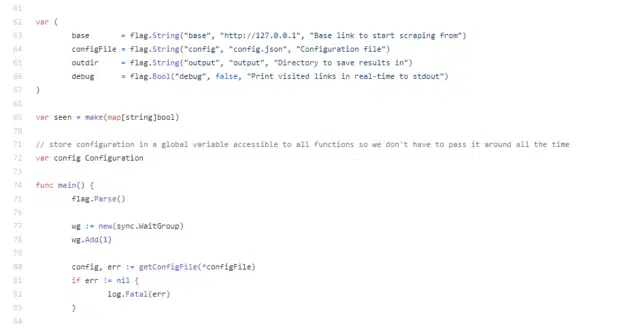 61
62 var (
63 base = flag.String("base", "http://127.0.0.1", "Base link to start scraping from")
64 configFile = flag.String("config", "config.json", "Configuration file")
65 outdir = flag.String("output", "output", "Directory to save results in")
66 debug = flag.Bool("debug", false, "Print visited links in real-time to stdout")
67 )
68
69 var seen = make(map[string]bool)
70
71 // store configuration in a global variable accessible to all functions so we don't have to pass it around all the time
72 var config Configuration
73
74 func main() {
75 flag.Parse()
76
77 wg := new(sync.WaitGroup)
78 wg.Add(1)
79
80 config, err := getConfigFile(*configFile)
81 if err != nil {
82 log.Fatal(err)
83 }
84